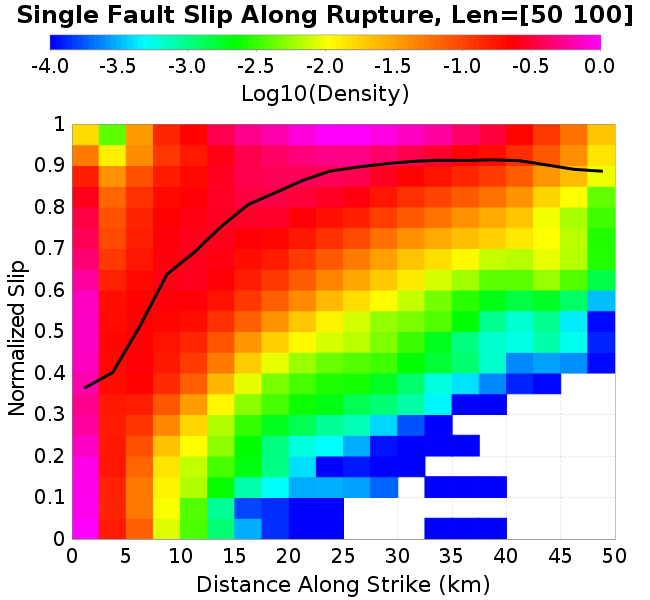 Single Fault Slip Along Rupture, Len=[50 100]
-4.0 -3.5 -3.0 -2.5 -2.0 -1.5 -1.0 -0.5 0.0
Log10(Density)
Normalized Slip
1
0.9
0.8
0.7
0.6
0.5
0.4
0.3
0.2
0.1
0
0 5 10 15 20 25 30 35 40 45 50
Distance Along Strike (km)